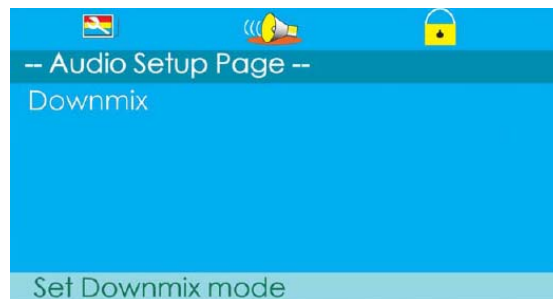 -- Audio Setup Page --
Downmix
Set Downmix mode